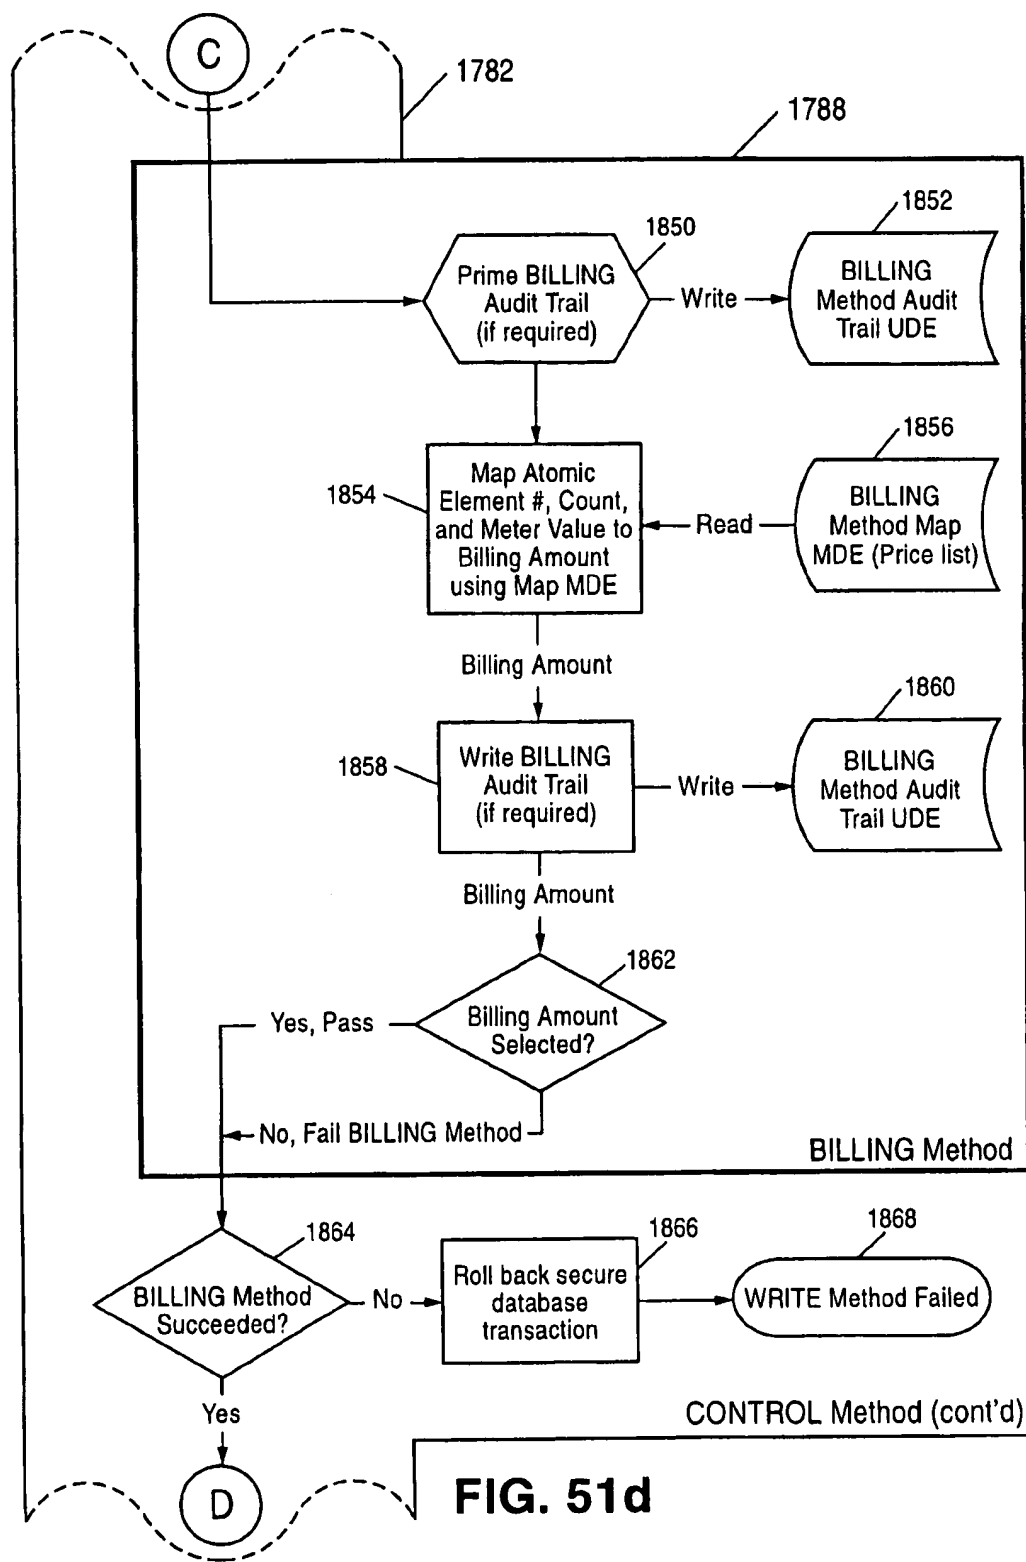 C
1782
1788
1850
1852
Prime BILLING
Audit Trail
(if required)
Write
BILLING
Method Audit
Trail UDE
1854
1856
Map Atomic
Element #, Count,
and Meter Value to
Billing Amount
using Map MDE
Read
BILLING
Method Map
MDE (Price list)
Billing Amount
1858
1860
Write BILLING
Audit Trail
(if required)
Write
BILLING
Method Audit
Trail UDE
Billing Amount
1862
Billing Amount
Selected?
Yes, Pass
No, Fail BILLING Method
BILLING Method
1864
1866
1868
BILLING Method
Succeeded?
No
Roll back secure
database
transaction
WRITE Method Failed
Yes
CONTROL Method (cont'd)
D
FIG. 51d